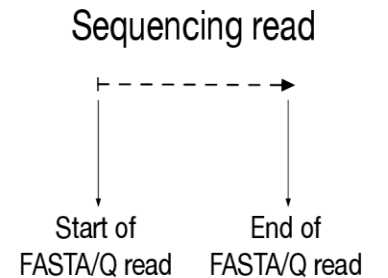 Sequencing read
Start of
FASTA/Q read
End of
FASTA/Q read